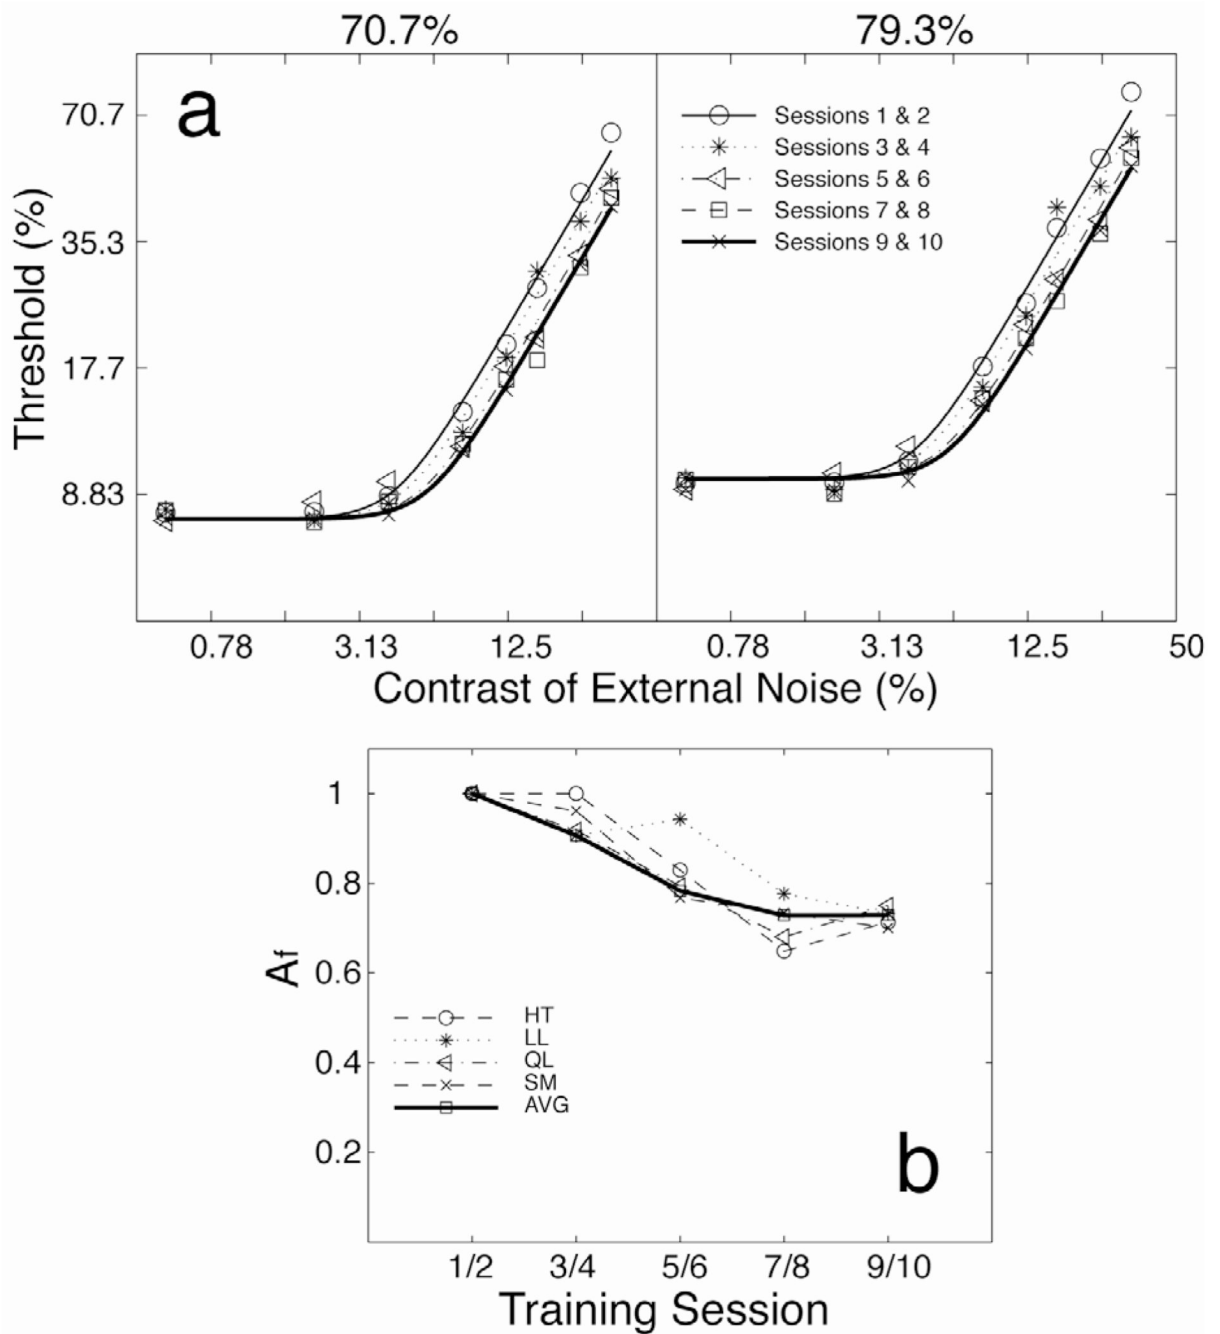 70.7% 79.3%
a
Threshold (%)
70.7
35.3
17.7
8.83
Sessions 1 & 2
Sessions 3 & 4
Sessions 5 & 6
Sessions 7 & 8
Sessions 9 & 10
0.78 3.13 12.5 0.78 3.13 12.5 50
Contrast of External Noise (%)
Af
1
0.8
0.6
0.4
0.2
HT
LL
QL
SM
AVG
b
1/2 3/4 5/6 7/8 9/10
Training Session